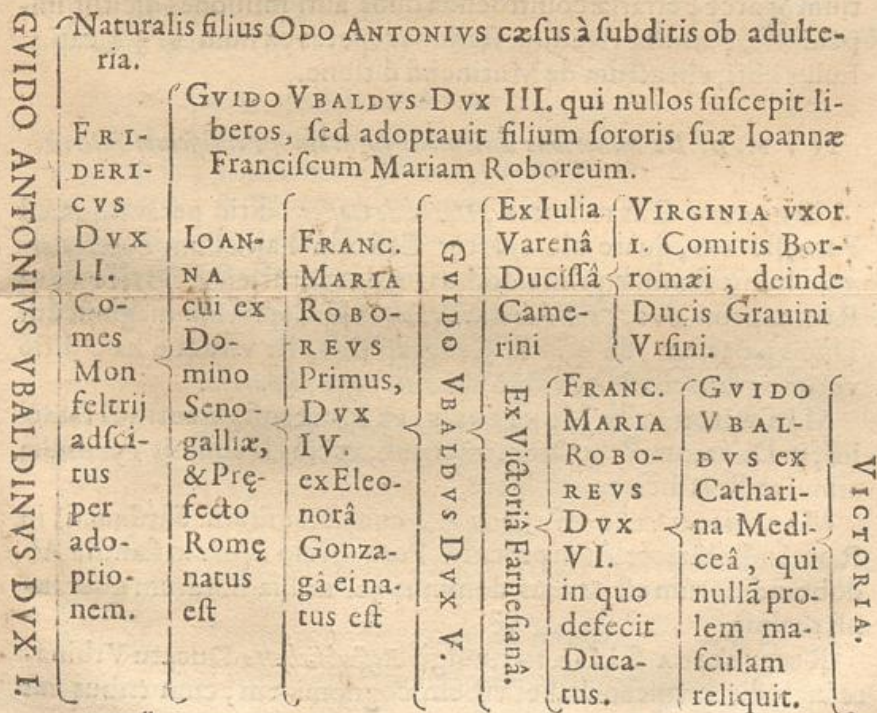 GVIDO ANTONIVS VBALDINVS DVX I.
Naturalis filius ODO ANTONIVS cæsus à subditis ob adulte-
ria.
FRI-
DERI-
CVS
DVX
II.
Co-
mes
Mon
feltrij
adsci-
tus
per
ado-
ptio-
nem.
GVIDO VBALDVS DVX III. qui nullos suscepit li-
beros, sed adoptauit filium sororis suæ Ioannæ
Franciscum Mariam Roboreum.
IOAN-
NA
cui ex
Do-
mino
Seno-
galliæ,
& Prę-
fecto
Romę
natus
est
FRANC.
MARIA
ROBO-
REVS
Primus,
DVX
IV.
ex Eleo-
norâ
Gonza-
gâ ei na-
tus est
GVIDO VBALDVS DVX V.
Ex Iulia
Varenâ
Ducissâ
Came-
rini
VIRGINIA vxor
I. Comitis Bor-
romæi, deinde
Ducis Grauini
Vrsini.
Ex Victoriâ Farnesianâ.
FRANC.
MARIA
ROBO-
REVS
DVX
VI.
in quo
defecit
Duca-
tus.
GVIDO
VBAL-
DVS ex
Cathari-
na Medi-
ceâ, qui
nullã pro-
lem ma-
sculam
reliquit.
VICTORIA.